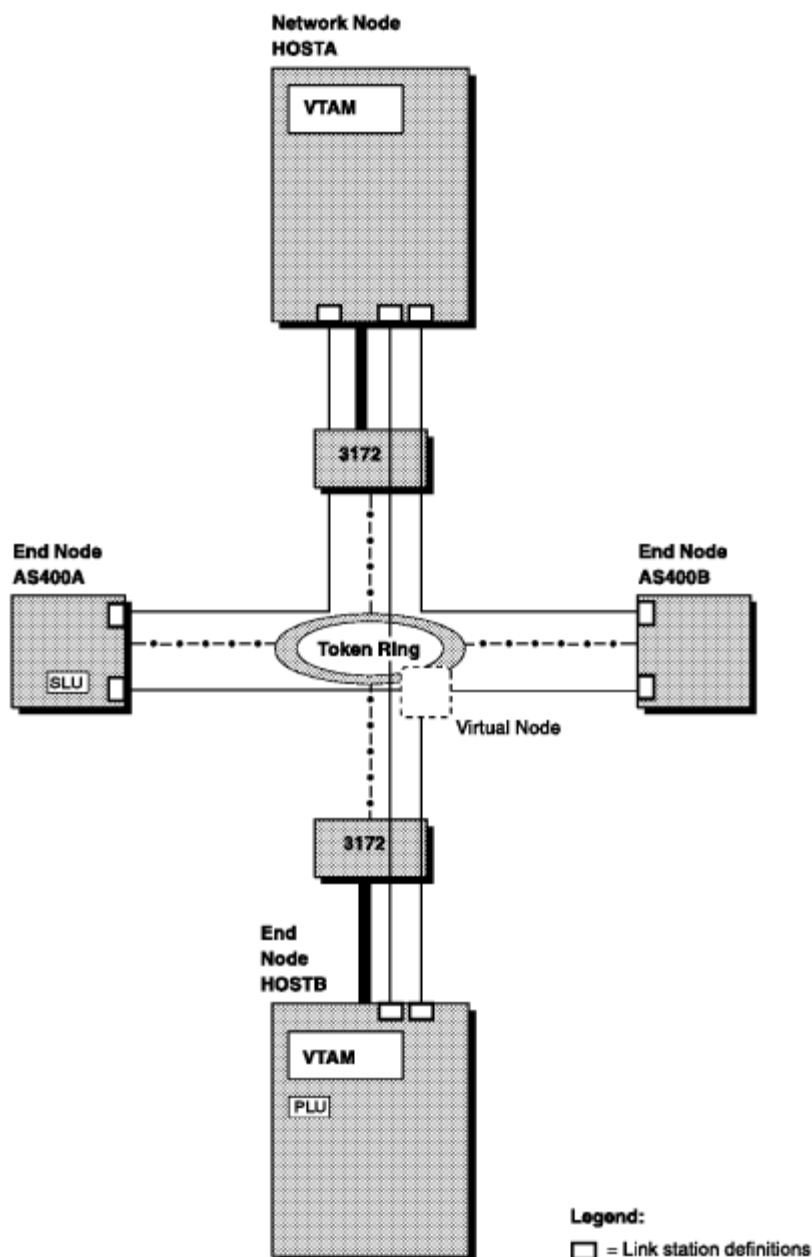 Network Node
HOSTA
VTAM
3172
End Node
AS400A
End Node
AS400B
Token Ring
SLU
Virtual Node
3172
End
Node
HOSTB
VTAM
PLU
Legend:
= Link station definitions